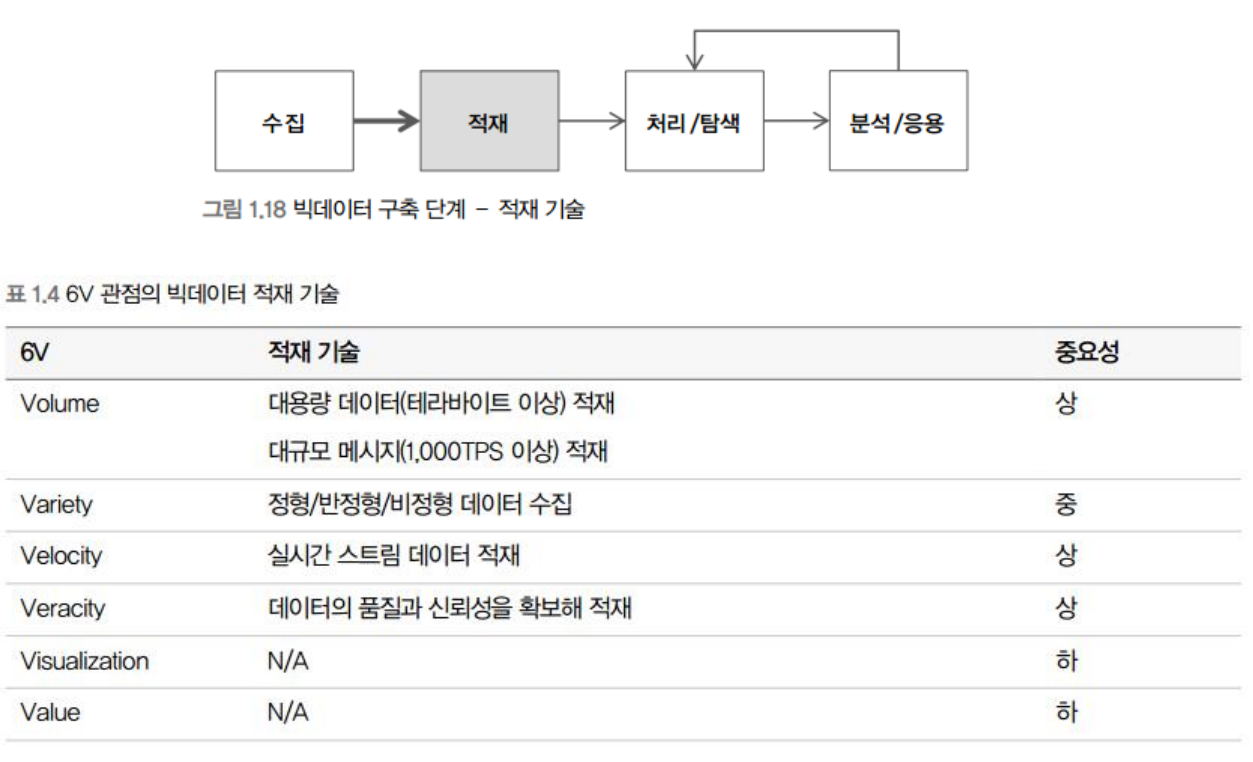 수집
적재
처리/탐색
분석/응용
그림 1.18 빅데이터 구축 단계 – 적재 기술
표 1.4 6V 관점의 빅데이터 적재 기술
6V 적재 기술 중요성
Volume 대용량 데이터(테라바이트 이상) 적재 상
대규모 메시지(1,000TPS 이상) 적재
Variety 정형/반정형/비정형 데이터 수집 중
Velocity 실시간 스트림 데이터 적재 상
Veracity 데이터의 품질과 신뢰성을 확보해 적재 상
Visualization N/A 하
Value N/A 하